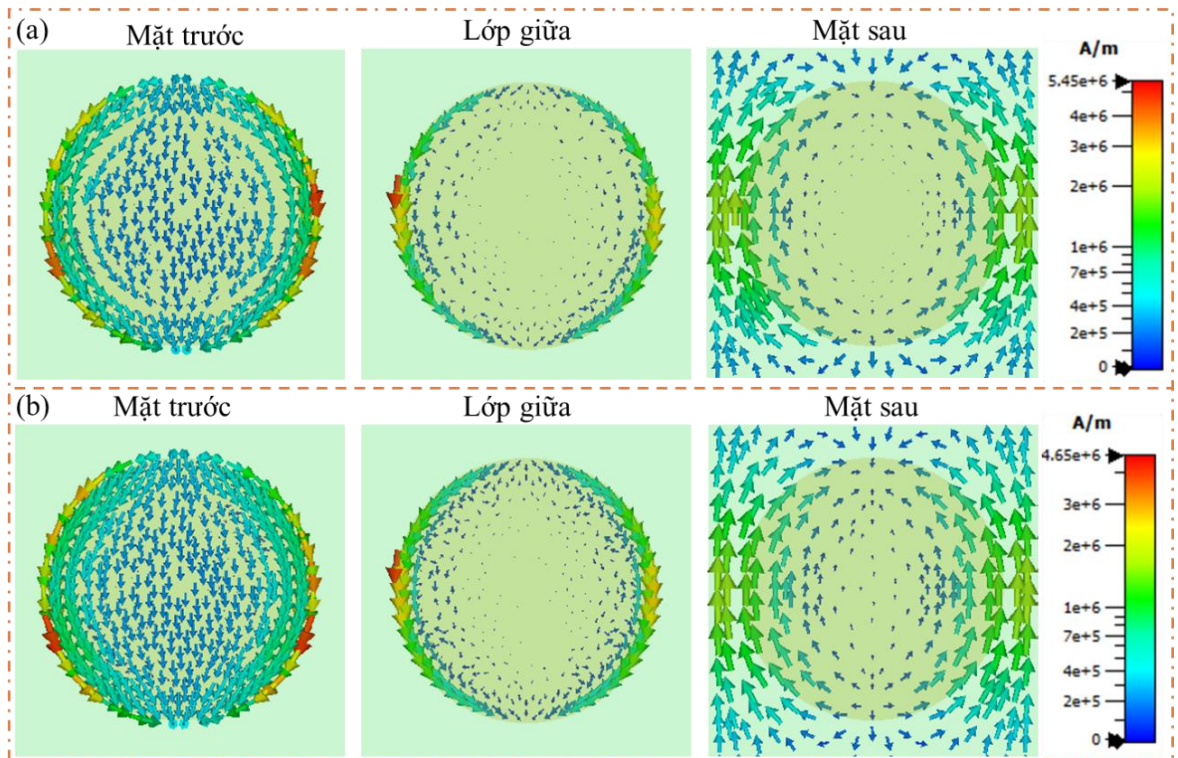 (a) Mặt trước Lớp giữa Mặt sau
A/m
5.45e+6
4e+6
3e+6
2e+6
1e+6
7e+5
4e+5
2e+5
0
(b) Mặt trước Lớp giữa Mặt sau
A/m
4.65e+6
3e+6
2e+6
1e+6
7e+5
4e+5
2e+5
0